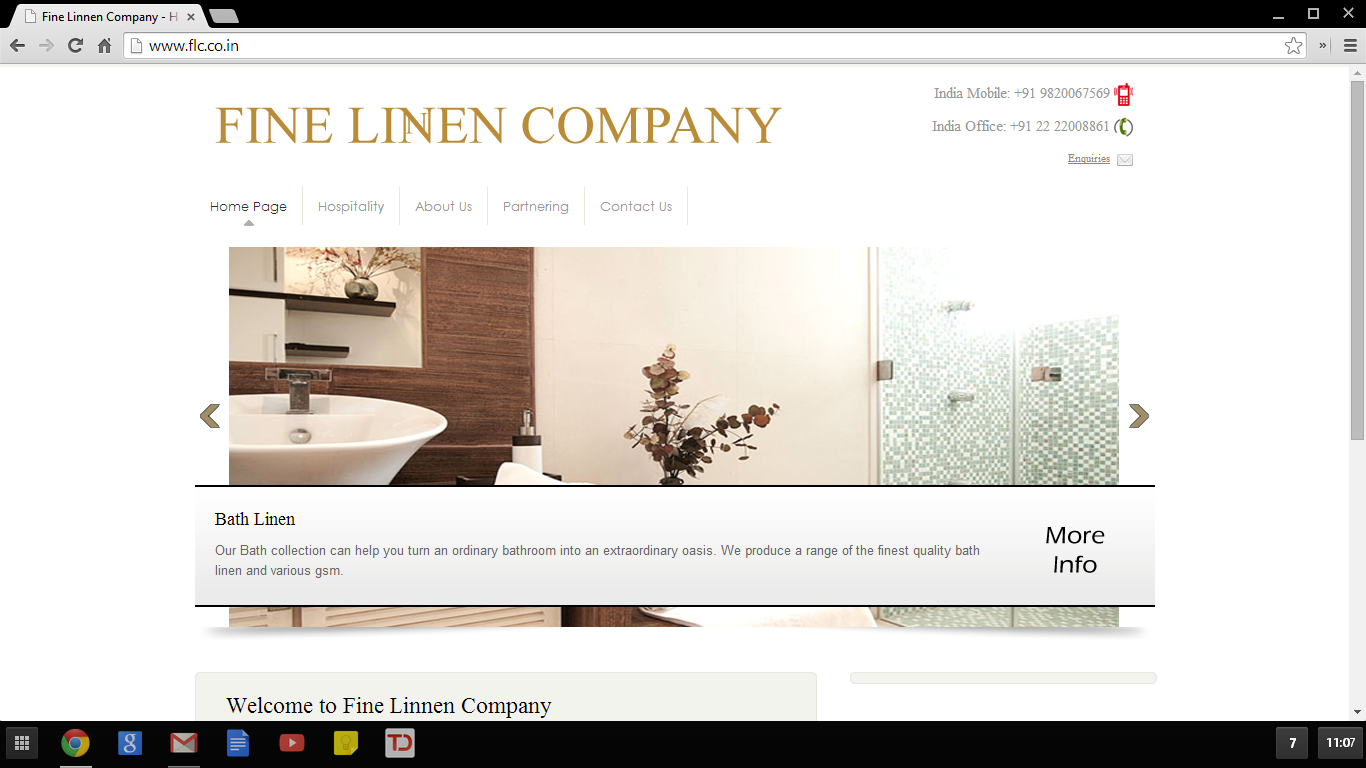 Fine Linnen Company - H
www.flc.co.in
FINE LINEN COMPANY
India Mobile: +91 9820067569
India Office: +91 22 22008861
Enquiries
Home Page
Hospitality
About Us
Partnering
Contact Us
Bath Linen
Our Bath collection can help you turn an ordinary bathroom into an extraordinary oasis. We produce a range of the finest quality bath
linen and various gsm.
More
Info
Welcome to Fine Linnen Company
7
11:07